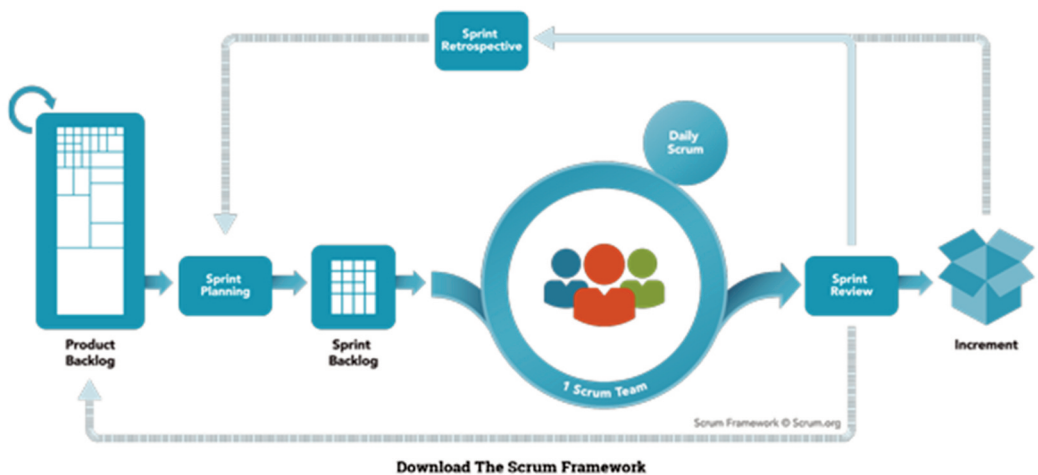 Sprint
Retrospective
Daily
Scrum
Sprint
Planning
Sprint
Review
Product
Backlog
Sprint
Backlog
Increment
1 Scrum Team
Scrum Framework © Scrum.org
Download The Scrum Framework